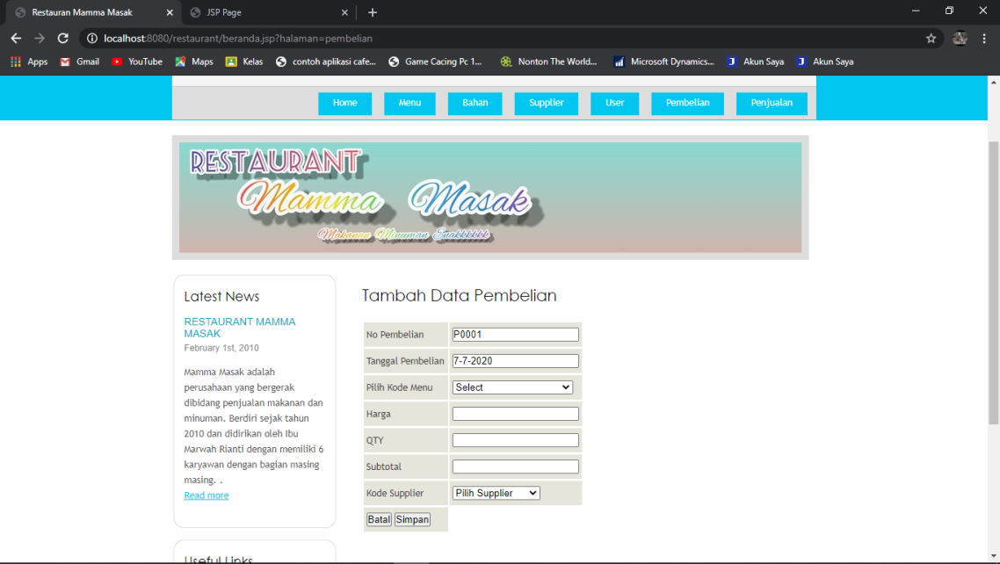 Restauran Mamma Masak
JSP Page
localhost:8080/restaurant/beranda.jsp?halaman=pembelian
Apps Gmail YouTube Maps Kelas contoh aplikasi cafe... Game Cacing Pc 1... Nonton The World... Microsoft Dynamics... Akun Saya Akun Saya
Home Menu Bahan Supplier User Pembelian Penjualan
RESTAURANT
Mamma Masak
Makanan Minuman Enakkkkkk
Latest News
RESTAURANT MAMMA
MASAK
February 1st, 2010
Mamma Masak adalah
perusahaan yang bergerak
dibidang penjualan makanan dan
minuman. Berdiri sejak tahun
2010 dan didirikan oleh Ibu
Marwah Rianti dengan memiliki 6
karyawan dengan bagian masing
masing. .
Read more
Useful Links
Tambah Data Pembelian
No Pembelian P0001
Tanggal Pembelian 7-7-2020
Pilih Kode Menu Select
Harga
QTY
Subtotal
Kode Supplier Pilih Supplier
Batal Simpan